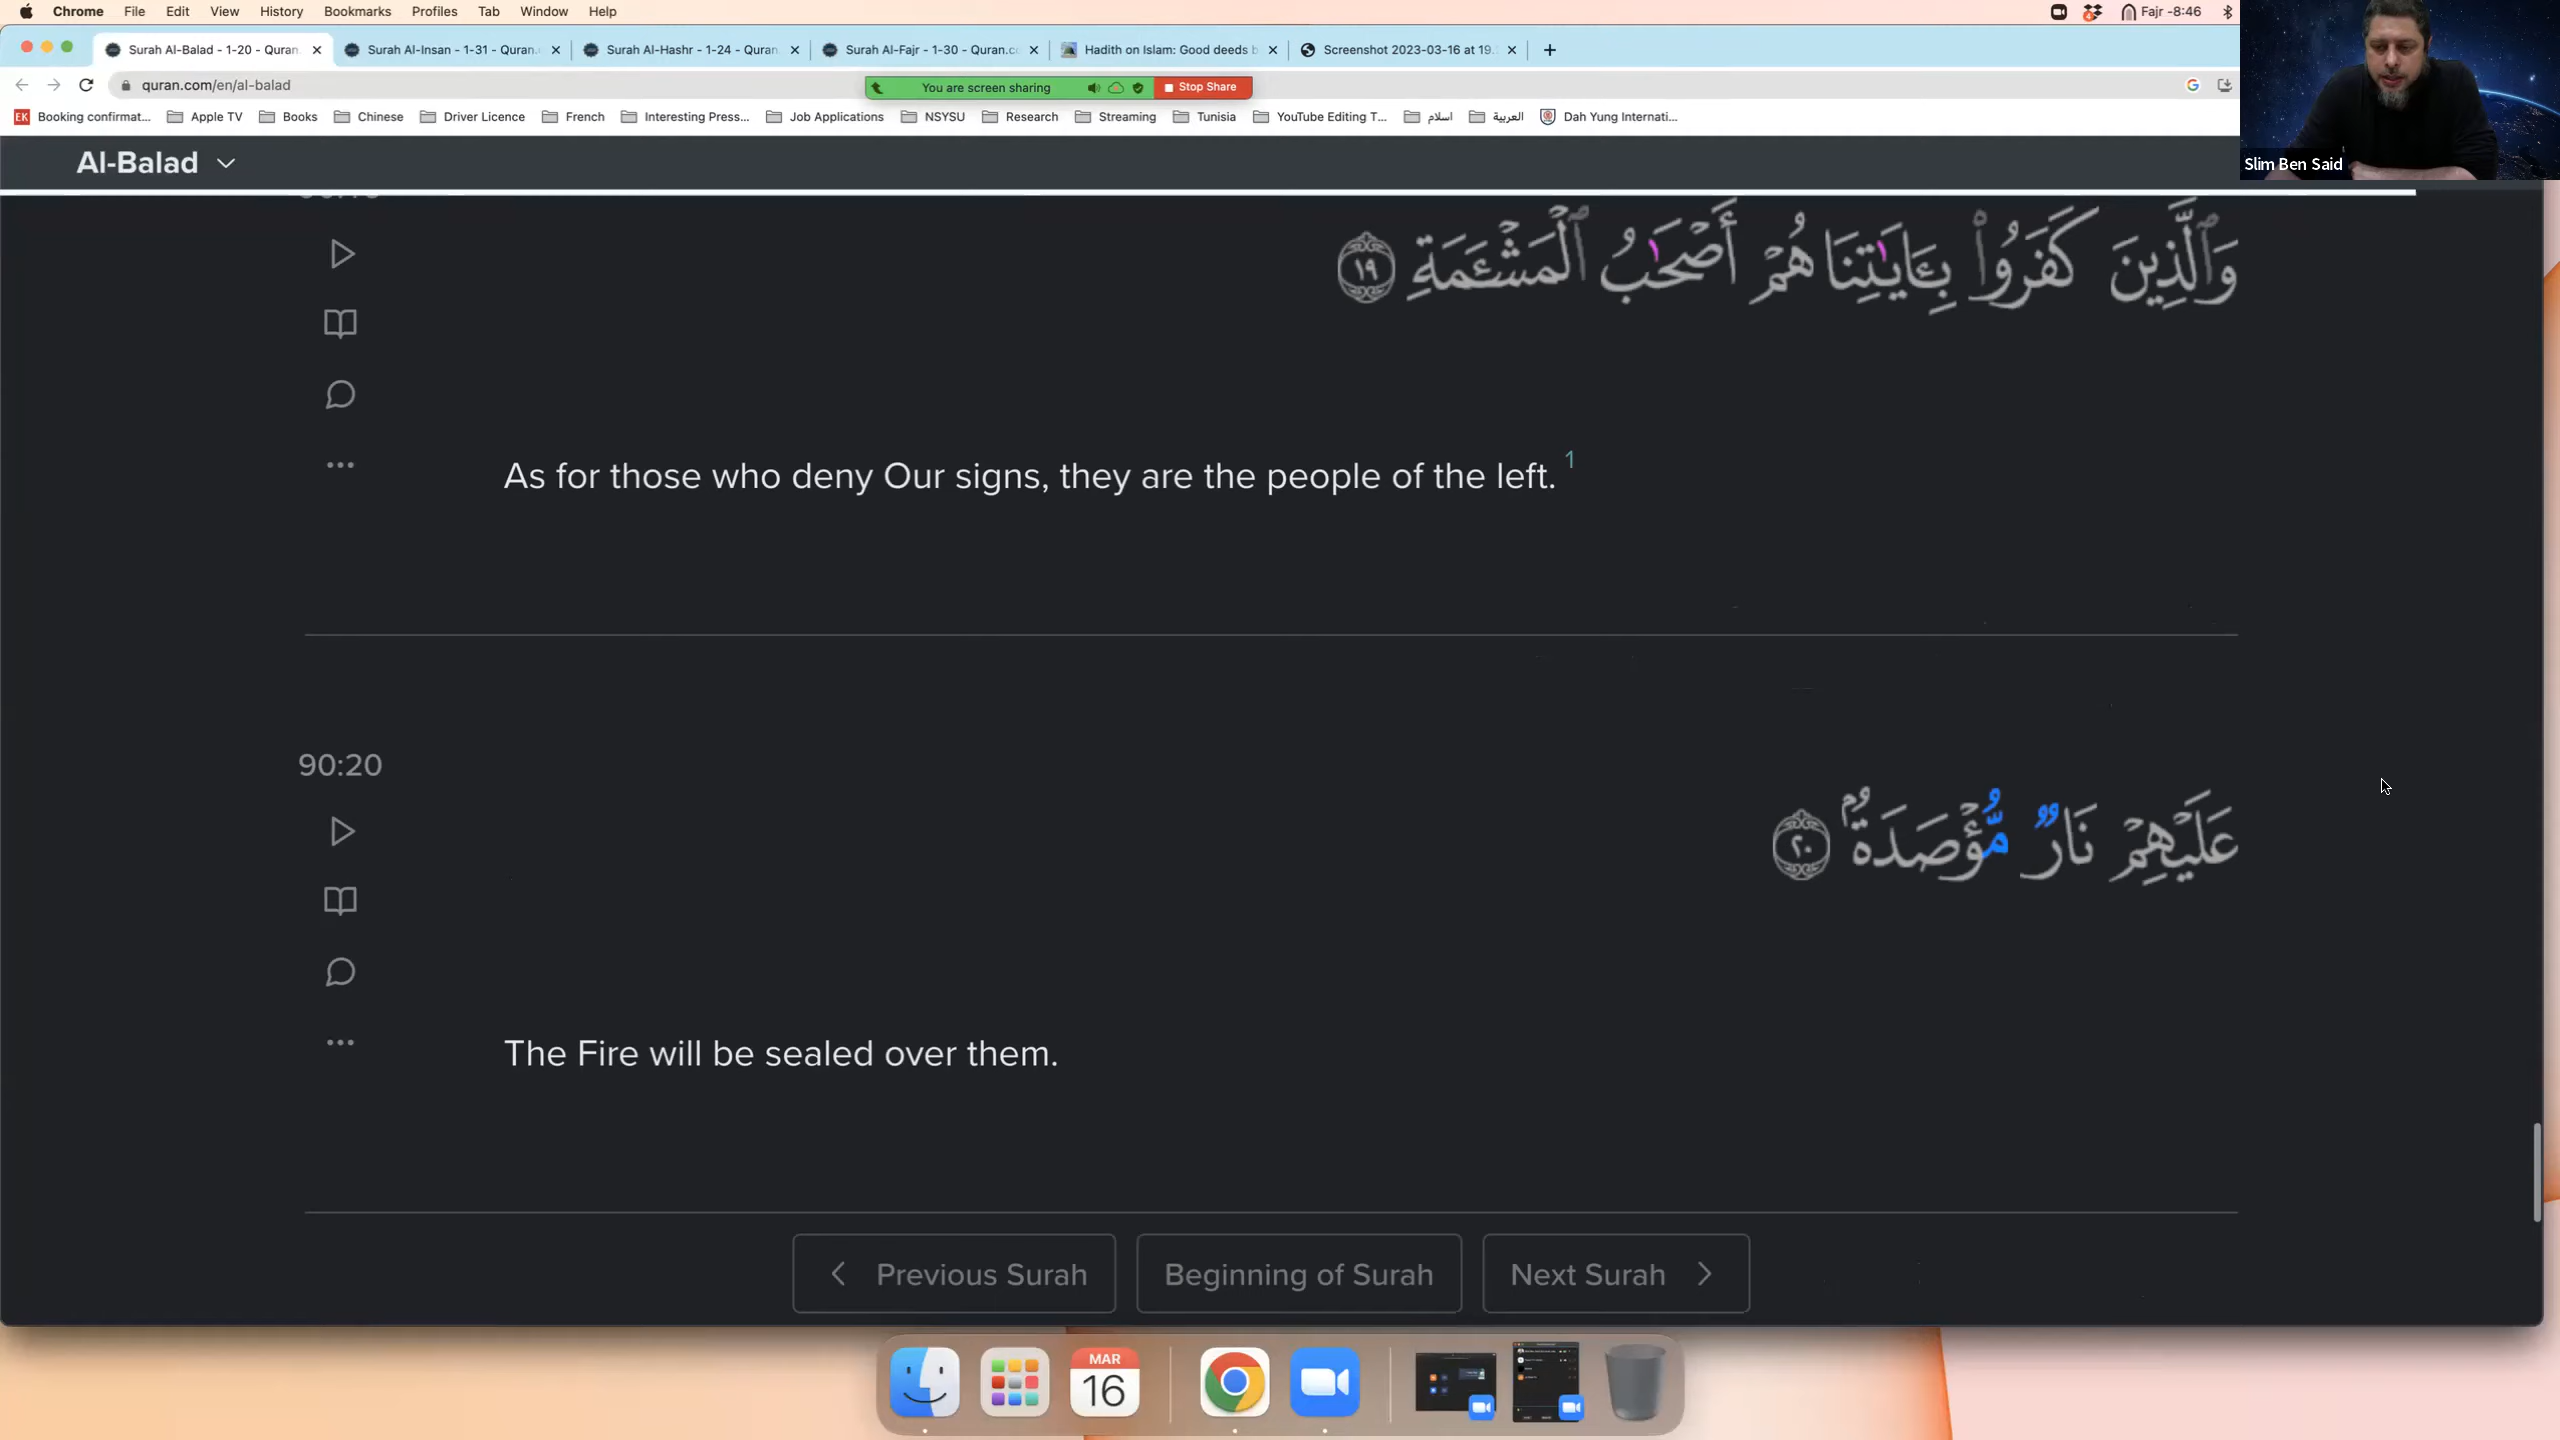 Chrome File Edit View History Bookmarks Profiles Tab Window Help
Fajr -8:46
Surah Al-Balad - 1-20 - Quran Surah Al-Insan - 1-31 - Quran. Surah Al-Hashr - 1-24 - Quran Surah Al-Fajr - 1-30 - Quran.c Hadith on Islam: Good deeds b Screenshot 2023-03-16 at 19.
quran.com/en/al-balad
You are screen sharing Stop Share
EK Booking confirmat... Apple TV Books Chinese Driver Licence French Interesting Press... Job Applications NSYSU Research Streaming Tunisia YouTube Editing T... اسلام العربية Dah Yung Internati...
Slim Ben Said
Al-Balad
وَٱلَّذِينَ كَفَرُوا۟ بِـَٔايَـٰتِنَا هُمْ أَصْحَـٰبُ ٱلْمَشْـَٔمَةِ ١٩
As for those who deny Our signs, they are the people of the left. 1
90:20
عَلَيْهِمْ نَارٌ مُّؤْصَدَةٌۢ ٢٠
The Fire will be sealed over them.
Previous Surah Beginning of Surah Next Surah
MAR
16